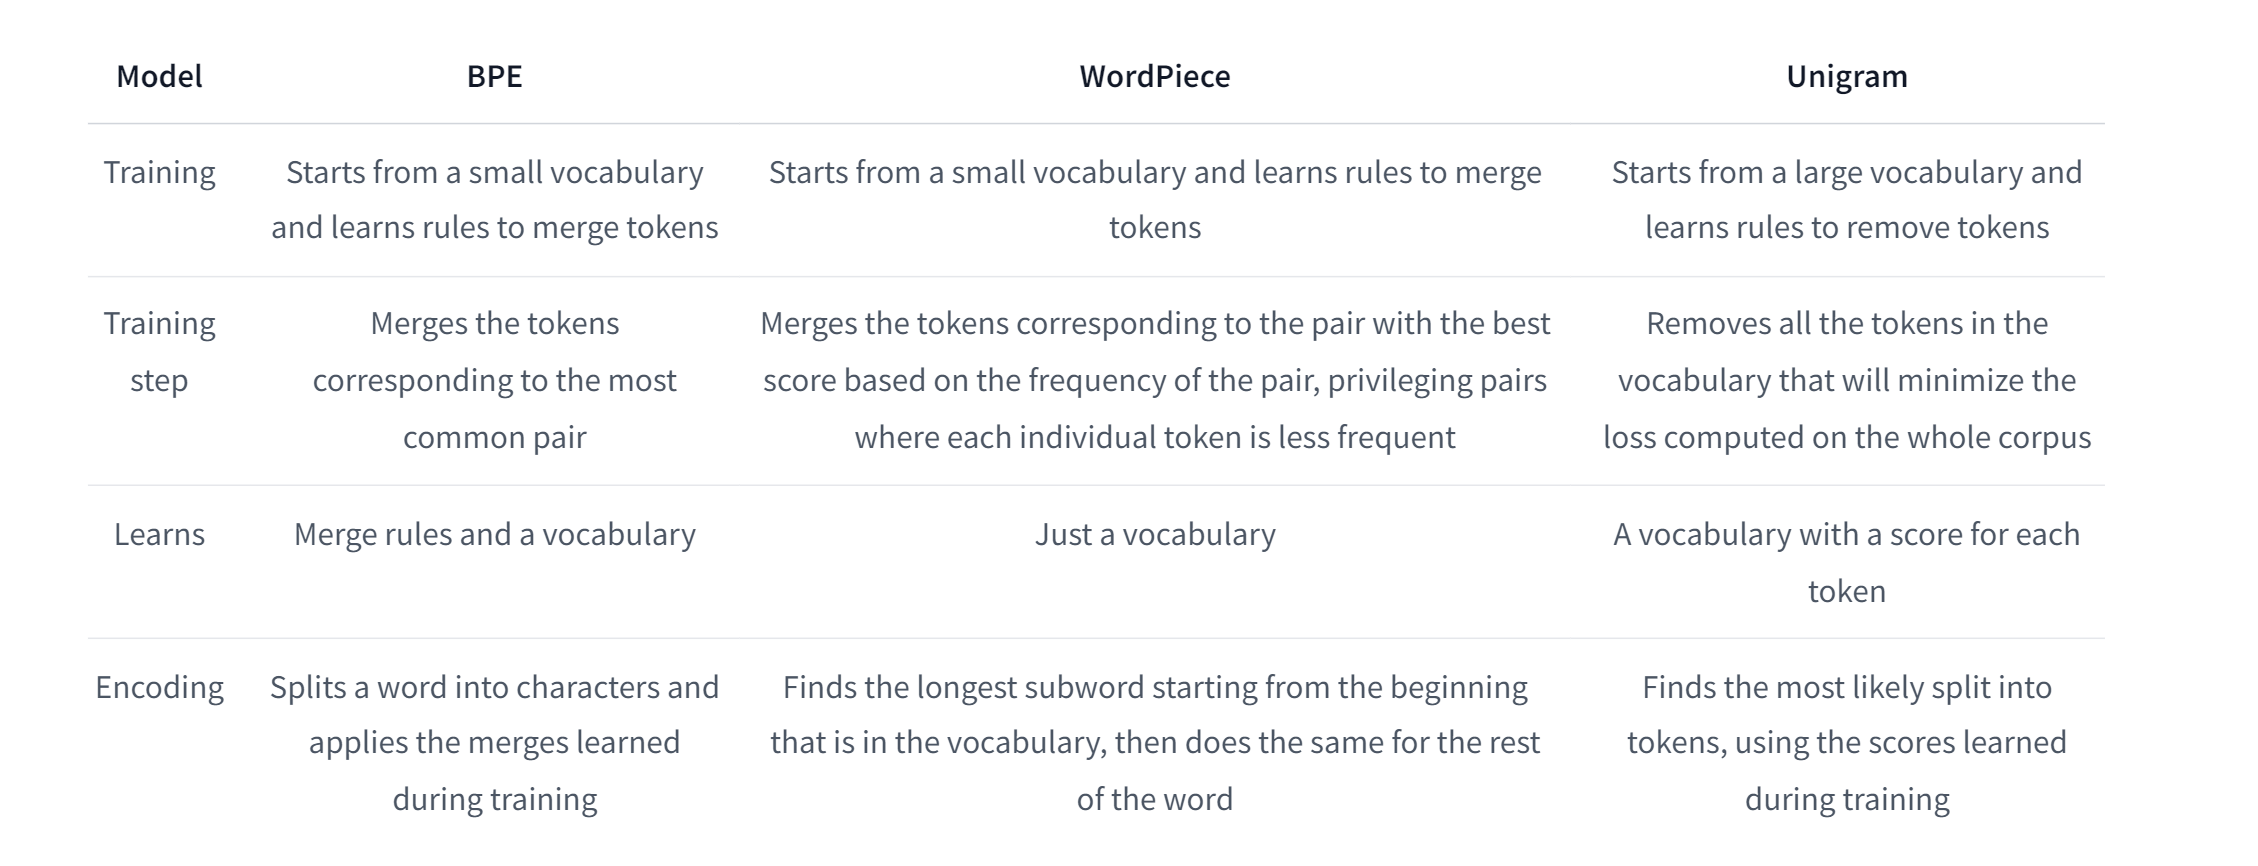 Model BPE WordPiece Unigram
Training Starts from a small vocabulary Starts from a small vocabulary and learns rules to merge Starts from a large vocabulary and
and learns rules to merge tokens tokens learns rules to remove tokens
Training Merges the tokens Merges the tokens corresponding to the pair with the best Removes all the tokens in the
step corresponding to the most score based on the frequency of the pair, privileging pairs vocabulary that will minimize the
common pair where each individual token is less frequent loss computed on the whole corpus
Learns Merge rules and a vocabulary Just a vocabulary A vocabulary with a score for each
token
Encoding Splits a word into characters and Finds the longest subword starting from the beginning Finds the most likely split into
applies the merges learned that is in the vocabulary, then does the same for the rest tokens, using the scores learned
during training of the word during training